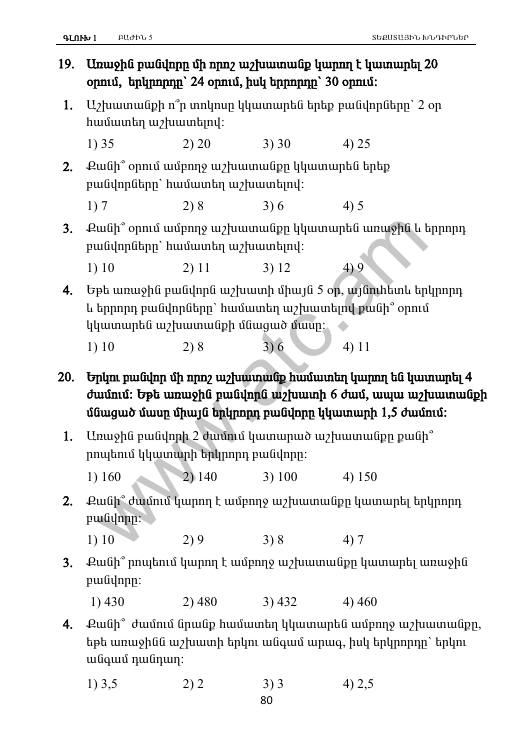 ԳԼՈՒԽ 1 ԲԱԺԻՆ 5 ՏԵՔՍՏԱՅԻՆ ԽՆԴԻՐՆԵՐ
19. Առաջին բանվորը մի որոշ աշխատանք կարող է կատարել 20
օրում, երկրորդը՝ 24 օրում, իսկ երրորդը՝ 30 օրում:
1. Աշխատանքի ո՞ր տոկոսը կկատարեն երեք բանվորները՝ 2 օր
համատեղ աշխատելով:
1) 35 2) 20 3) 30 4) 25
2. Քանի՞ օրում ամբողջ աշխատանքը կկատարեն երեք
բանվորները՝ համատեղ աշխատելով:
1) 7 2) 8 3) 6 4) 5
3. Քանի՞ օրում ամբողջ աշխատանքը կկատարեն առաջին և երրորդ
բանվորները՝ համատեղ աշխատելով:
1) 10 2) 11 3) 12 4) 9
4. Եթե առաջին բանվորն աշխատի միայն 5 օր, այնուհետև երկրորդ
և երրորդ բանվորները՝ համատեղ աշխատելով քանի՞ օրում
կկատարեն աշխատանքի մնացած մասը:
1) 10 2) 8 3) 6 4) 11
20. Երկու բանվոր մի որոշ աշխատանք համատեղ կարող են կատարել 4
ժամում: Եթե առաջին բանվորն աշխատի 6 ժամ, ապա աշխատանքի
մնացած մասը միայն երկրորդ բանվորը կկատարի 1,5 ժամում:
1. Առաջին բանվորի 2 ժամում կատարած աշխատանքը քանի՞
րոպեում կկատարի երկրորդ բանվորը:
1) 160 2) 140 3) 100 4) 150
2. Քանի՞ ժամում կարող է ամբողջ աշխատանքը կատարել երկրորդ
բանվորը:
1) 10 2) 9 3) 8 4) 7
3. Քանի՞ րոպեում կարող է ամբողջ աշխատանքը կատարել առաջին
բանվորը:
1) 430 2) 480 3) 432 4) 460
4. Քանի՞ ժամում նրանք համատեղ կկատարեն ամբողջ աշխատանքը,
եթե առաջինն աշխատի երկու անգամ արագ, իսկ երկրորդը՝ երկու
անգամ դանդաղ:
1) 3,5 2) 2 3) 3 4) 2,5
80
www.atc.am